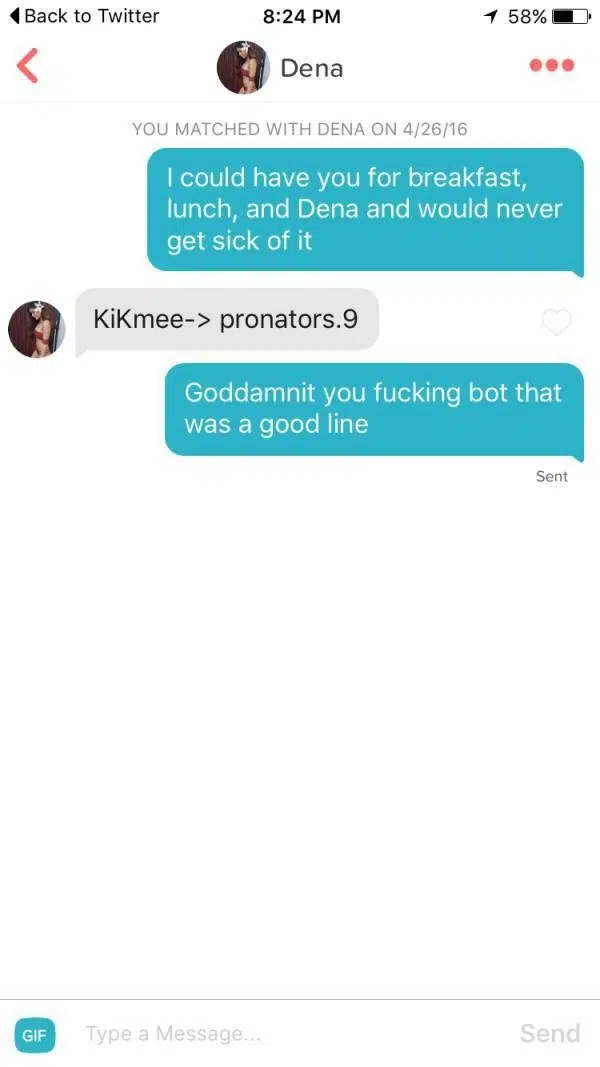 Back to Twitter 8:24 PM 58%
Dena
YOU MATCHED WITH DENA ON 4/26/16
I could have you for breakfast,
lunch, and Dena and would never
get sick of it
KiKmee-> pronators.9
Goddamnit you fucking bot that
was a good line
Sent
GIF Type a Message... Send